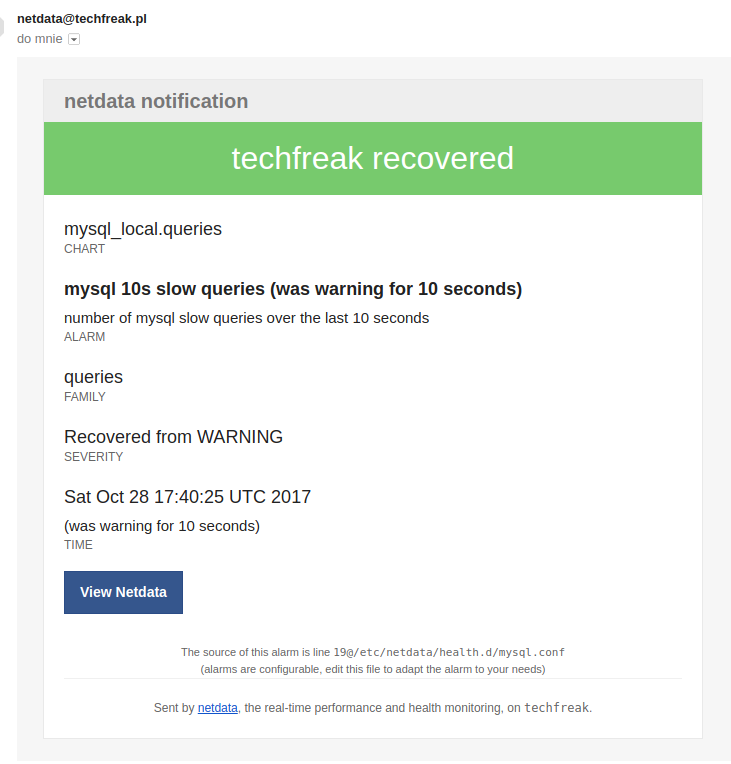 netdata@techfreak.pl
do mnie
netdata notification
techfreak recovered
mysql_local.queries
CHART
mysql 10s slow queries (was warning for 10 seconds)
number of mysql slow queries over the last 10 seconds
ALARM
queries
FAMILY
Recovered from WARNING
SEVERITY
Sat Oct 28 17:40:25 UTC 2017
(was warning for 10 seconds)
TIME
View Netdata
The source of this alarm is line 19@/etc/netdata/health.d/mysql.conf
(alarms are configurable, edit this file to adapt the alarm to your needs)
Sent by netdata, the real-time performance and health monitoring, on techfreak.